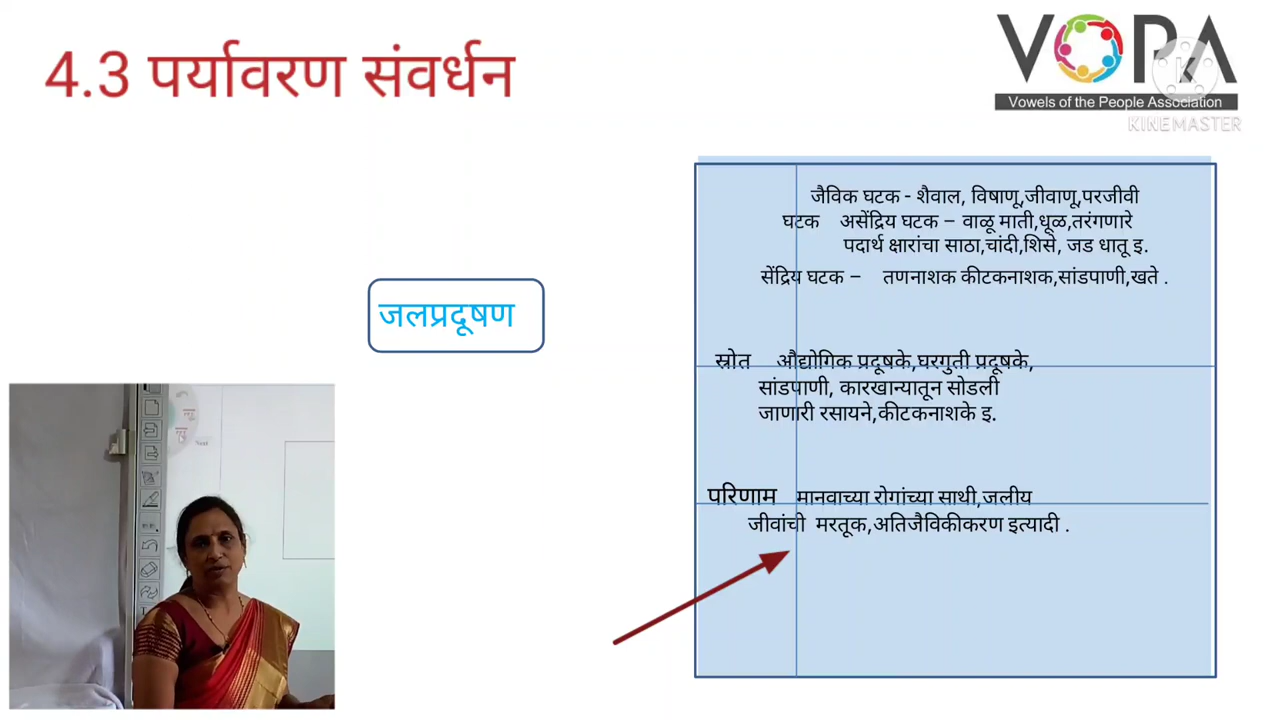 4.3 पर्यावरण संवर्धन
VOPA
Vowels of the People Association
KINEMASTER
जैविक घटक - शैवाल, विषाणू,जीवाणू,परजीवी
घटक असेंद्रिय घटक – वाळू माती,धूळ,तरंगणारे
पदार्थ क्षारांचा साठा,चांदी,शिसे, जड धातू इ.
सेंद्रिय घटक – तणनाशक कीटकनाशक,सांडपाणी,खते .
जलप्रदूषण
स्रोत औद्योगिक प्रदूषके,घरगुती प्रदूषके,
सांडपाणी, कारखान्यातून सोडली
जाणारी रसायने,कीटकनाशके इ.
परिणाम मानवाच्या रोगांच्या साथी,जलीय
जीवांची मरतूक,अतिजैविकीकरण इत्यादी .